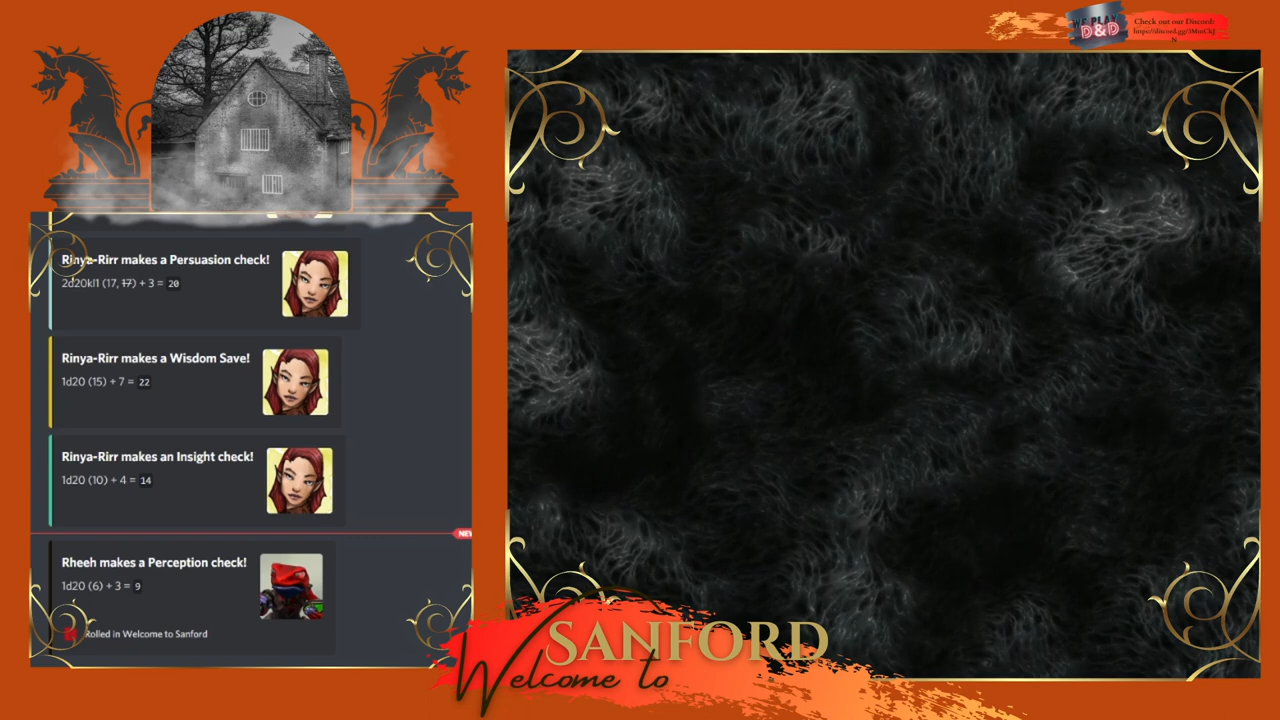 WE PLAY
D&D
Check out our Discord:
Rinya-Rirr makes a Persuasion check!
2d20kl1 (17, 17) + 3 = 20
Rinya-Rirr makes a Wisdom Save!
1d20 (15) + 7 = 22
Rinya-Rirr makes an Insight check!
1d20 (10) + 4 = 14
NEW
Rheeh makes a Perception check!
1d20 (6) + 3 = 9
Rolled in Welcome to Sanford
SANFORD
Welcome to